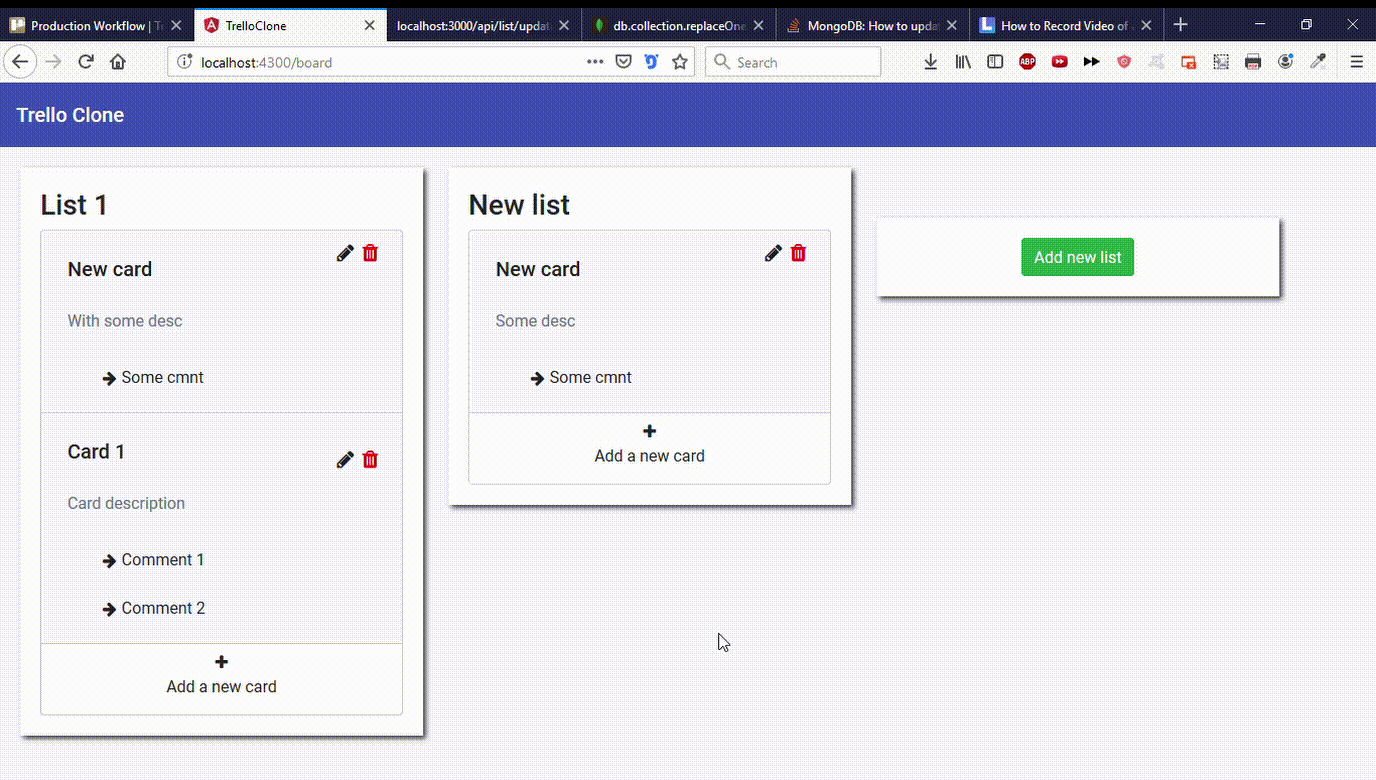 Production Workflow | T
TrelloClone
localhost:3000/api/list/updat
db.collection.replaceOne
MongoDB: How to upda
How to Record Video of
localhost:4300/board
Search
ABP
Trello Clone
List 1
New card
With some desc
Some cmnt
Card 1
Card description
Comment 1
Comment 2
Add a new card
New list
New card
Some desc
Some cmnt
Add a new card
Add new list